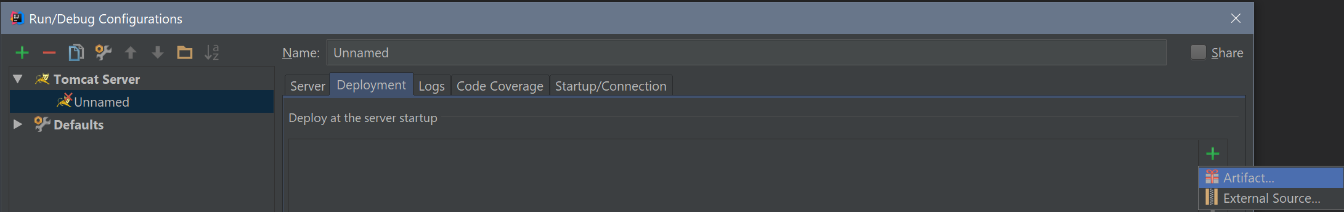 Run/Debug Configurations
Name: Unnamed Share
Tomcat Server
Unnamed
Defaults
Server Deployment Logs Code Coverage Startup/Connection
Deploy at the server startup
Artifact...
External Source...